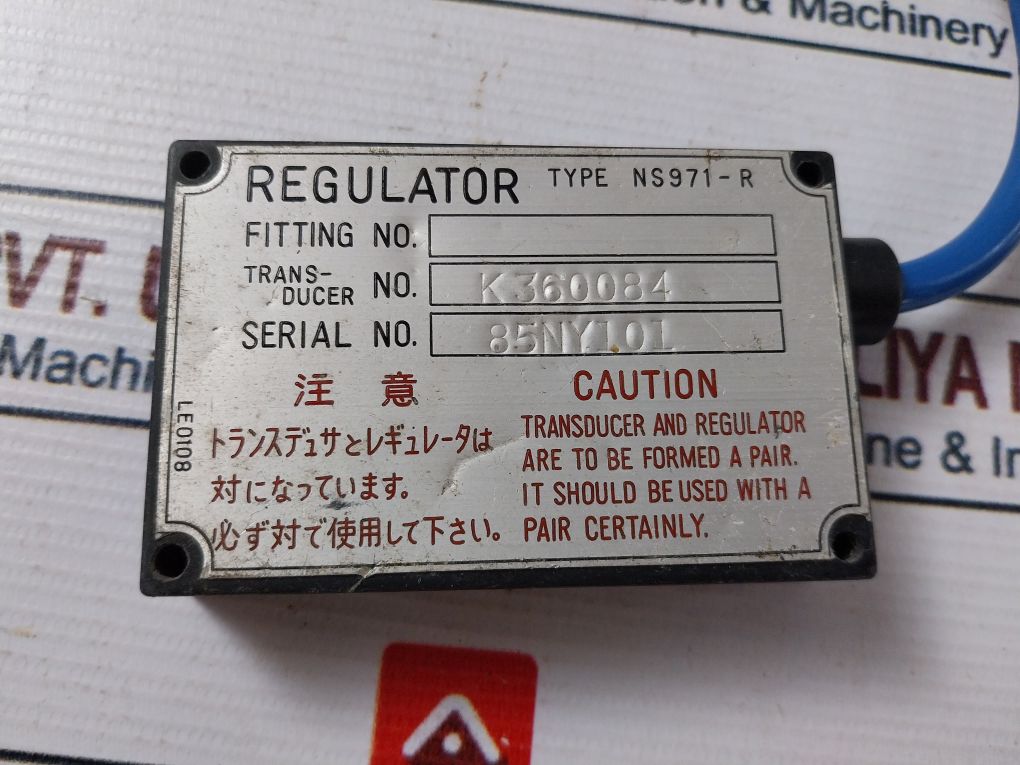 & Machinery
REGULATOR TYPE NS971-R
FITTING NO.
TRANS-
DUCER NO. K360084
SERIAL NO. 85NY101
注意 CAUTION
トランスデュサとレギュレータは
対になっています。
必ず対で使用して下さい。
TRANSDUCER AND REGULATOR
ARE TO BE FORMED A PAIR.
IT SHOULD BE USED WITH A
PAIR CERTAINLY.
LE0108
VT.
Machi
LIYA
ne & In